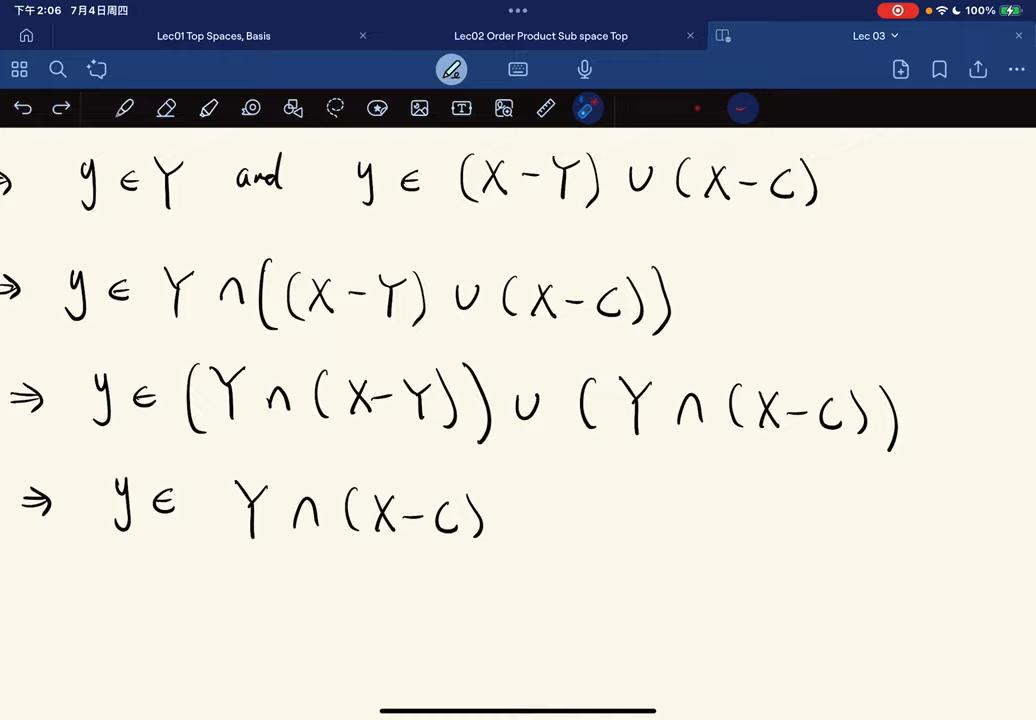 下午2:06 7月4日周四
100%
Lec01 Top Spaces, Basis
Lec02 Order Product Sub space Top
Lec 03
⇒ y ∈ Y and y ∈ (X-Y) ∪ (X-C)
⇒ y ∈ Y ∩ ((X-Y) ∪ (X-C))
⇒ y ∈ (Y ∩ (X-Y)) ∪ (Y ∩ (X-C))
⇒ y ∈ Y ∩ (X-C)